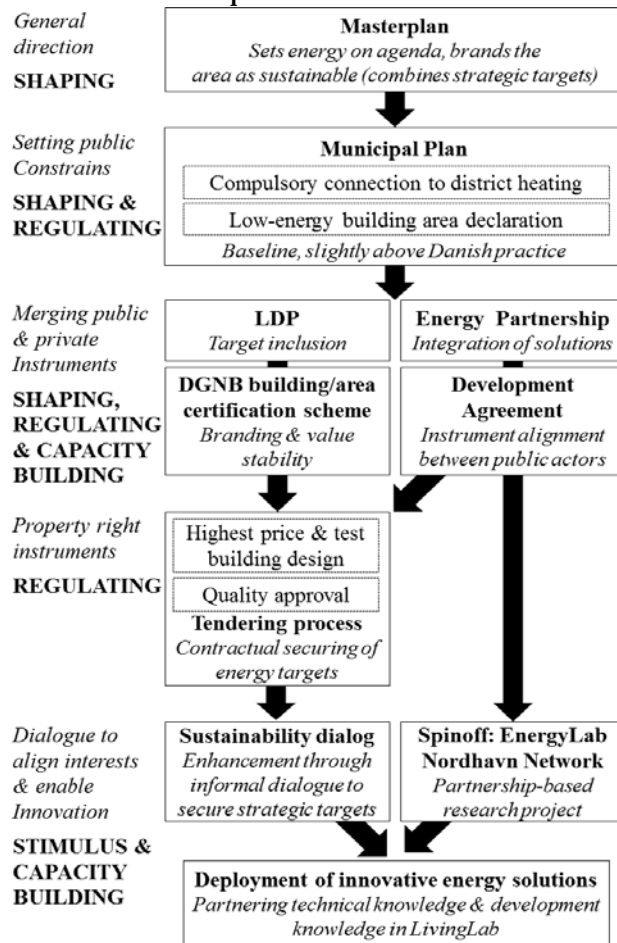 General
direction
SHAPING
Masterplan
Sets energy on agenda, brands the
area as sustainable (combines strategic targets)
Setting public
Constrains
SHAPING &
REGULATING
Municipal Plan
Compulsory connection to district heating
Low-energy building area declaration
Baseline, slightly above Danish practice
Merging public
& private
Instruments
SHAPING,
REGULATING
& CAPACITY
BUILDING
LDP
Target inclusion
Energy Partnership
Integration of solutions
DGNB building/area
certification scheme
Branding & value
stability
Development
Agreement
Instrument alignment
between public actors
Property right
instruments
REGULATING
Highest price & test
building design
Quality approval
Tendering process
Contractual securing of
energy targets
Dialogue to
align interests
& enable
Innovation
STIMULUS &
CAPACITY
BUILDING
Sustainability dialog
Enhancement through
informal dialogue to
secure strategic targets
Spinoff: EnergyLab
Nordhavn Network
Partnership-based
research project
Deployment of innovative energy solutions
Partnering technical knowledge & development
knowledge in LivingLab